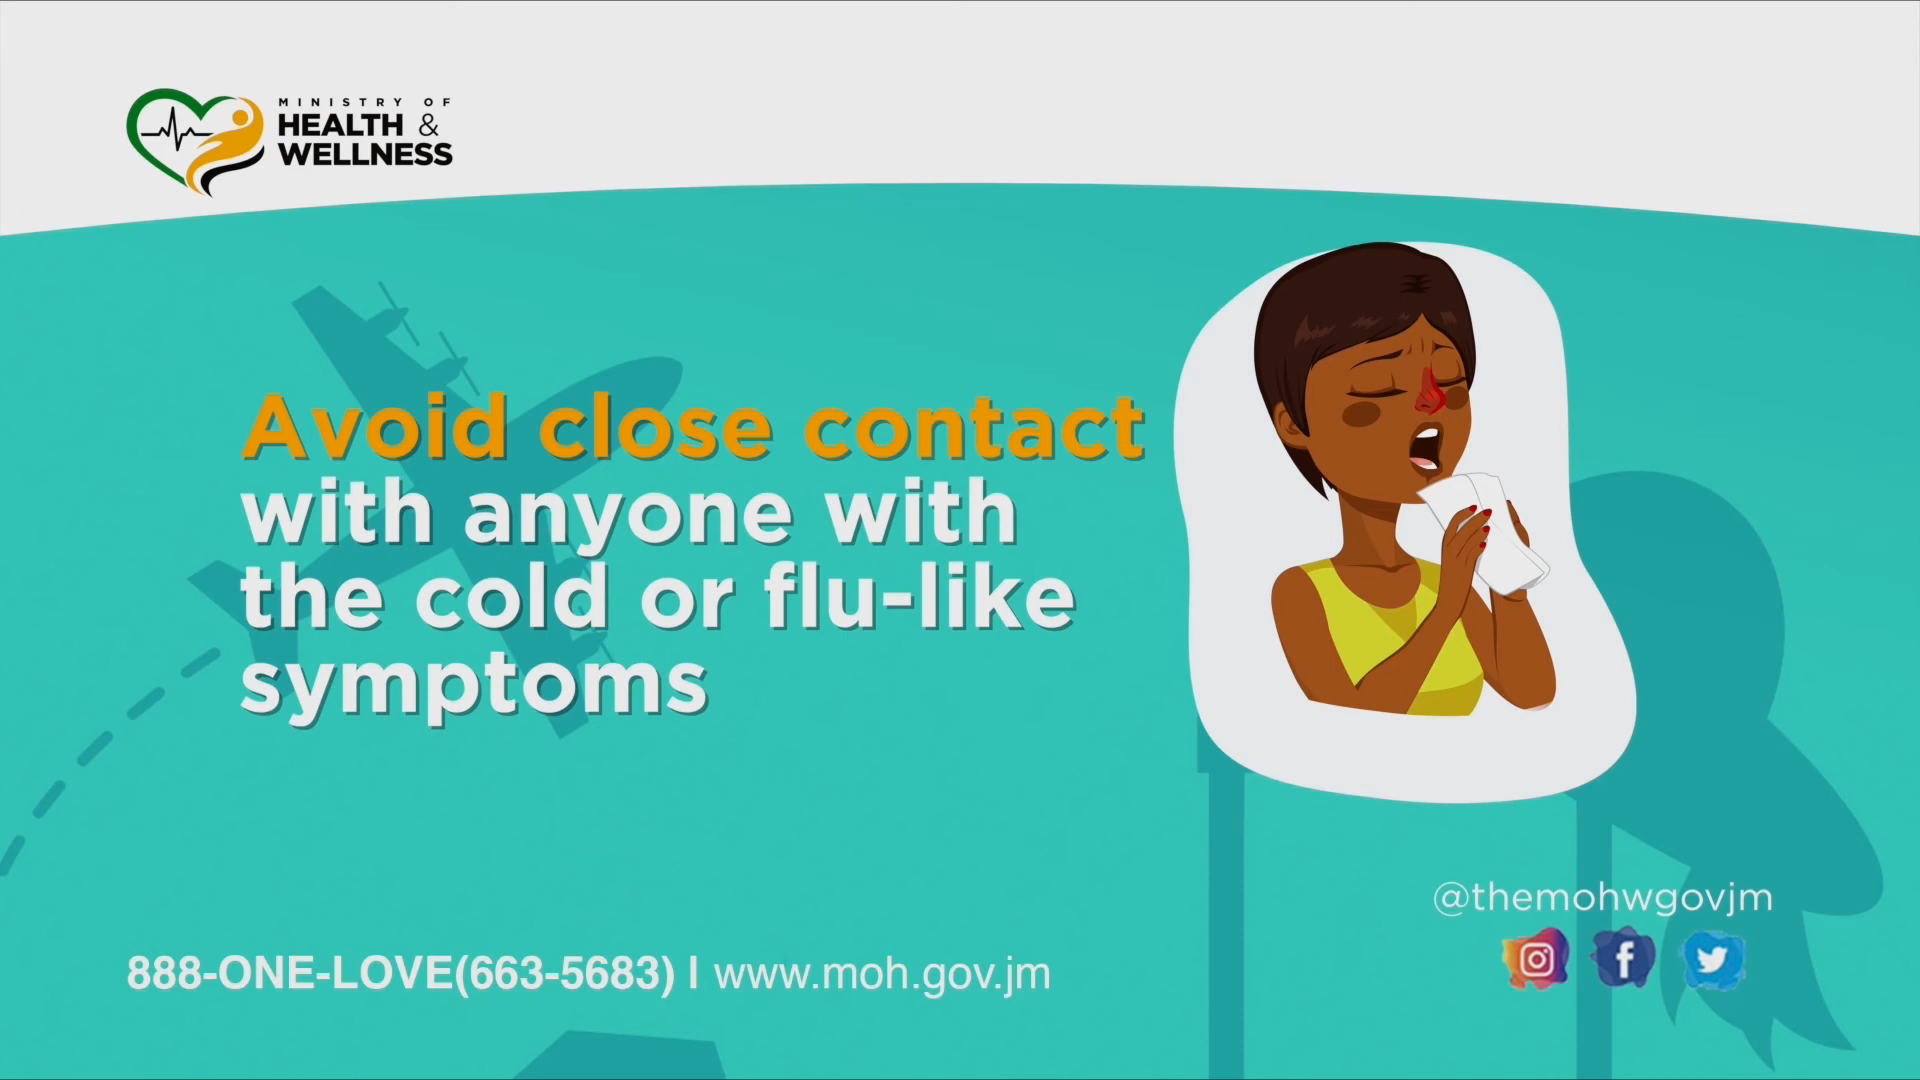 MINISTRY OF
HEALTH &
WELLNESS
Avoid close contact
with anyone with
the cold or flu-like
symptoms
@themohwgovjm
888-ONE-LOVE(663-5683) I www.moh.gov.jm